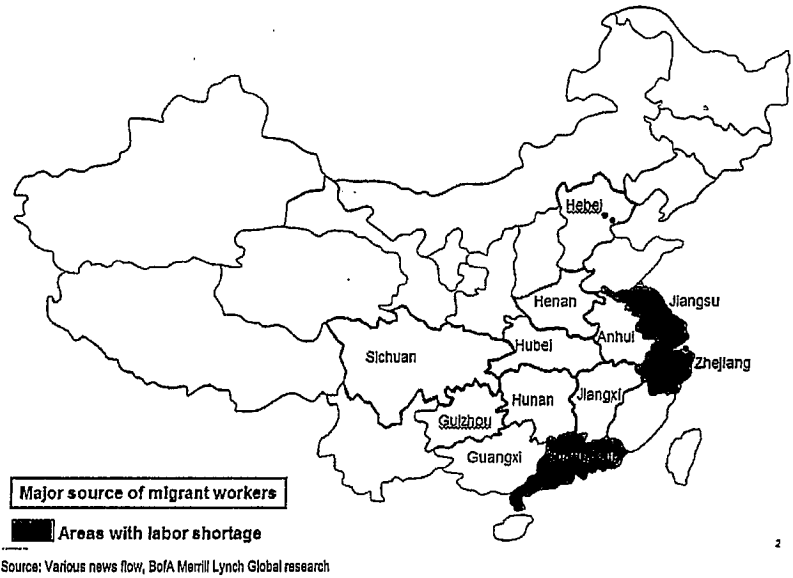 Hebei
Henan
Jiangsu
Anhui
Hubei
Sichuan
Zhejiang
Hunan
Jiangxi
Guizhou
Guangxi
Major source of migrant workers
Areas with labor shortage
2
Source: Various news flow, BofA Merrill Lynch Global research